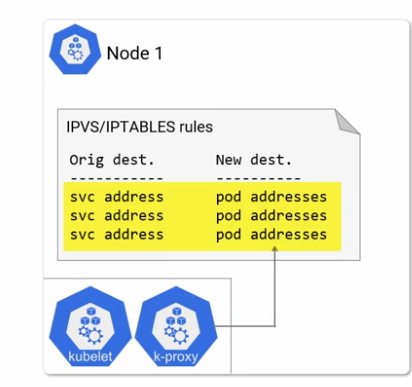 Node 1
IPVS/IPTABLES rules
Orig dest. New dest.
----------- ----------
svc address pod addresses
svc address pod addresses
svc address pod addresses
kubelet k-proxy